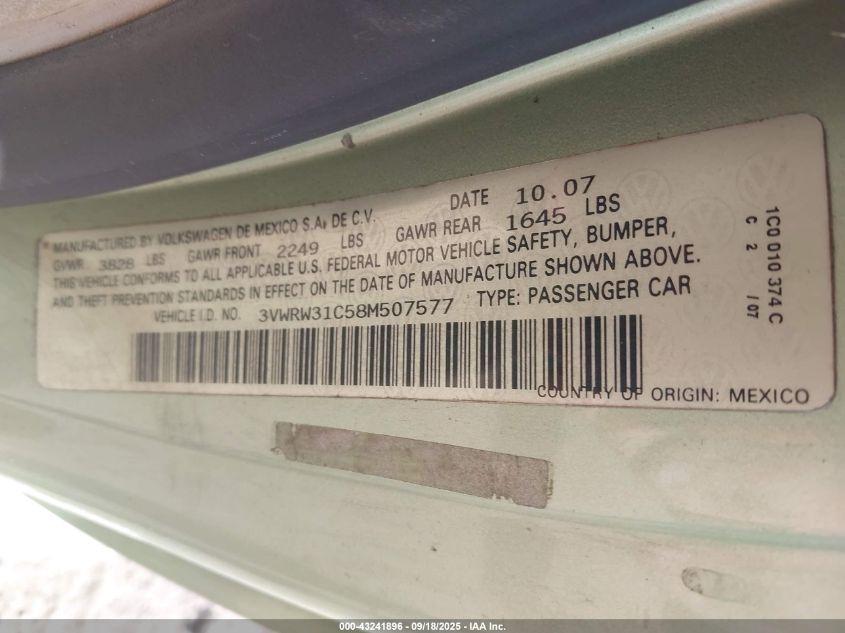 MANUFACTURED BY VOLKSWAGEN DE MEXICO S.A. DE C.V. DATE 10.07
GVWR 3828 LBS GAWR FRONT 2249 LBS GAWR REAR 1645 LBS
THIS VEHICLE CONFORMS TO ALL APPLICABLE U.S. FEDERAL MOTOR VEHICLE SAFETY, BUMPER,
AND THEFT PREVENTION STANDARDS IN EFFECT ON THE DATE OF MANUFACTURE SHOWN ABOVE.
VEHICLE I.D. NO. 3VWRW31C58M507577 TYPE: PASSENGER CAR
COUNTRY OF ORIGIN: MEXICO
1C0 010 374 C
C 2 /07
000-43241896 - 09/18/2025 - IAA Inc.